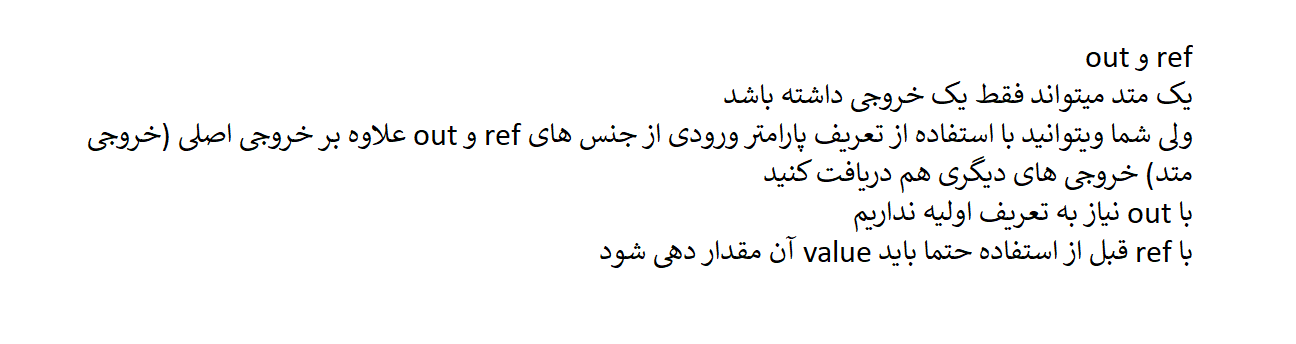 ref و out
یک متد میتواند فقط یک خروجی داشته باشد
ولی شما ویتوانید با استفاده از تعریف پارامتر ورودی از جنس های ref و out علاوه بر خروجی اصلی (خروجی
متد) خروجی های دیگری هم دریافت کنید
با out نیاز به تعریف اولیه نداریم
با ref قبل از استفاده حتما باید value آن مقدار دهی شود